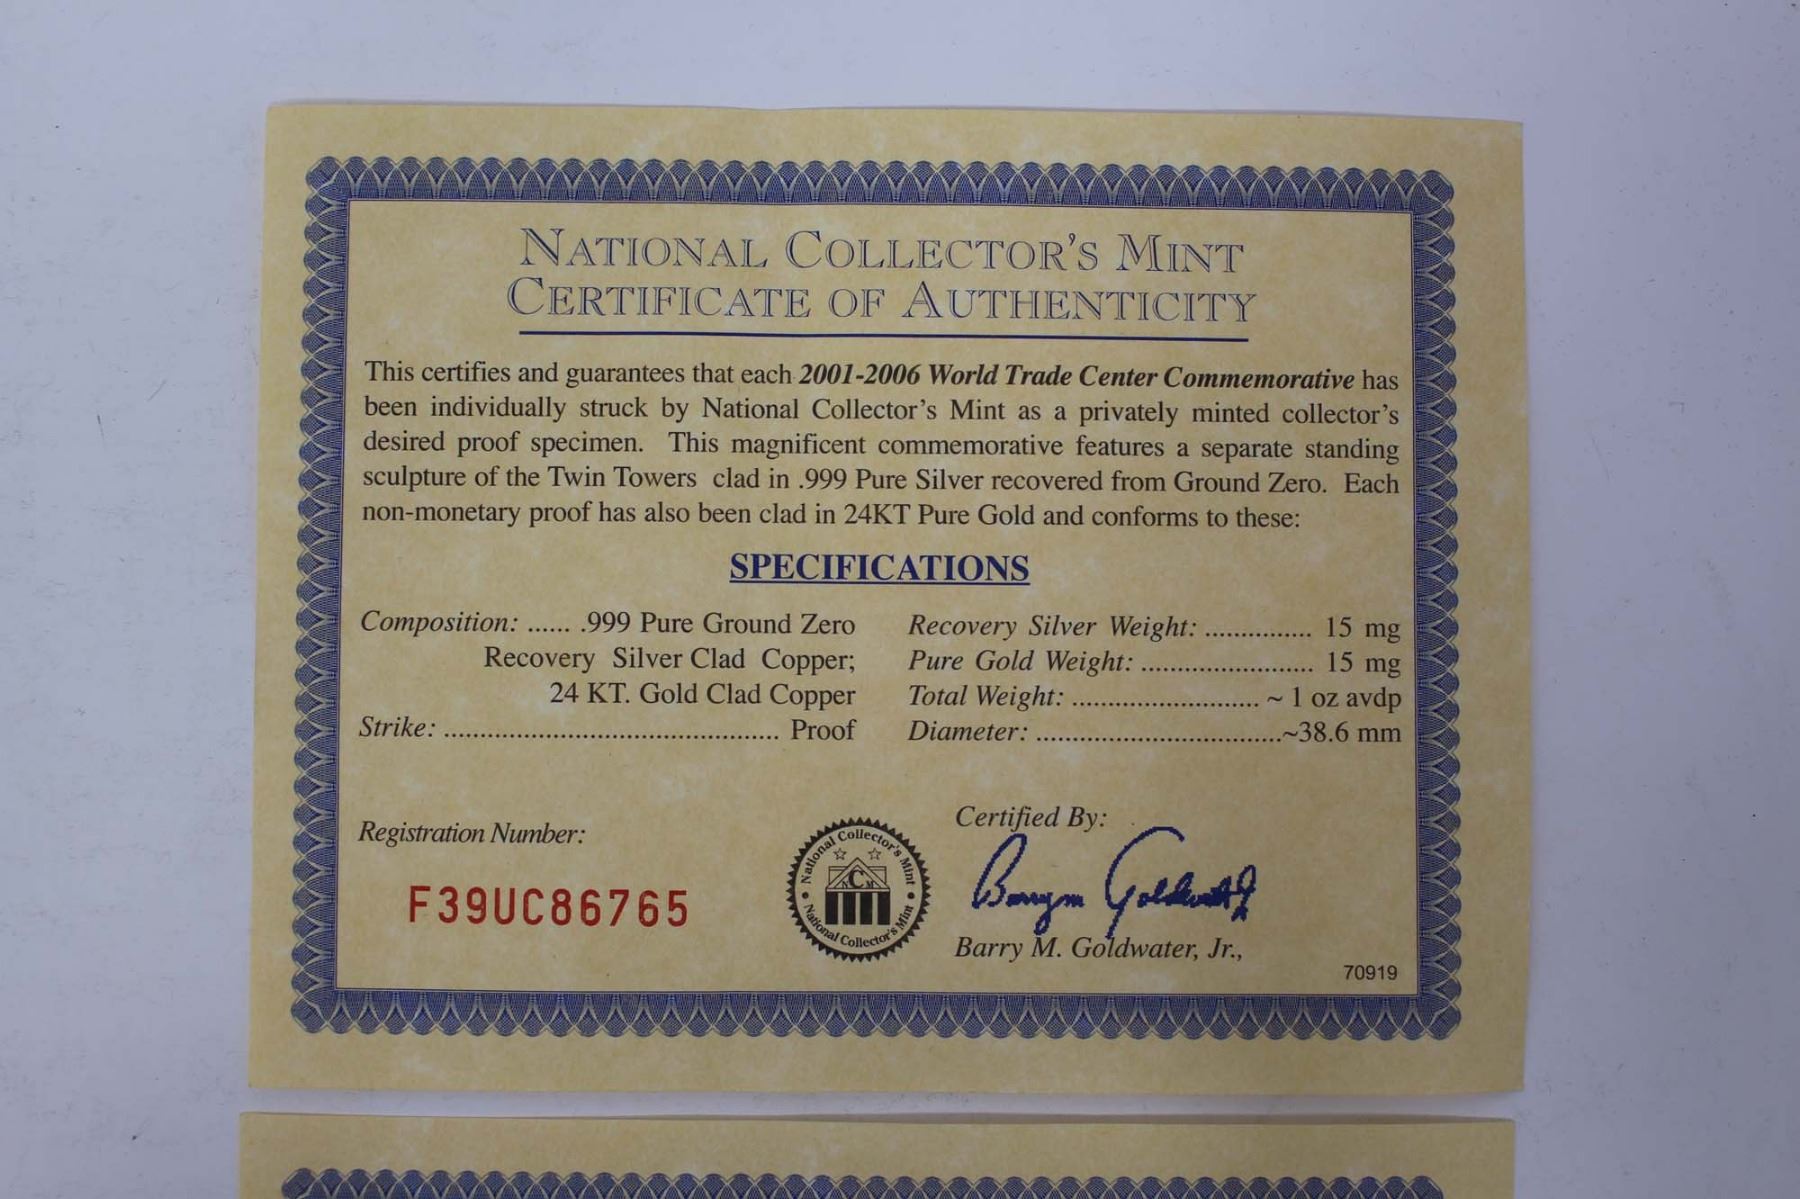 NATIONAL COLLECTOR'S MINT
CERTIFICATE OF AUTHENTICITY
This certifies and guarantees that each 2001-2006 World Trade Center Commemorative has
been individually struck by National Collector's Mint as a privately minted collector's
desired proof specimen. This magnificent commemorative features a separate standing
sculpture of the Twin Towers clad in .999 Pure Silver recovered from Ground Zero. Each
non-monetary proof has also been clad in 24KT Pure Gold and conforms to these:
SPECIFICATIONS
Composition: ...... .999 Pure Ground Zero
Recovery Silver Clad Copper;
24 KT. Gold Clad Copper
Strike: .............................................. Proof
Recovery Silver Weight: ............... 15 mg
Pure Gold Weight: ........................ 15 mg
Total Weight: .......................... ~ 1 oz avdp
Diameter: ..................................~38.6 mm
Registration Number:
F39UC86765
National Collector's Mint
NCM
National Collector's Mint
Certified By:
Barry M Goldwater Jr
Barry M. Goldwater, Jr.,
70919